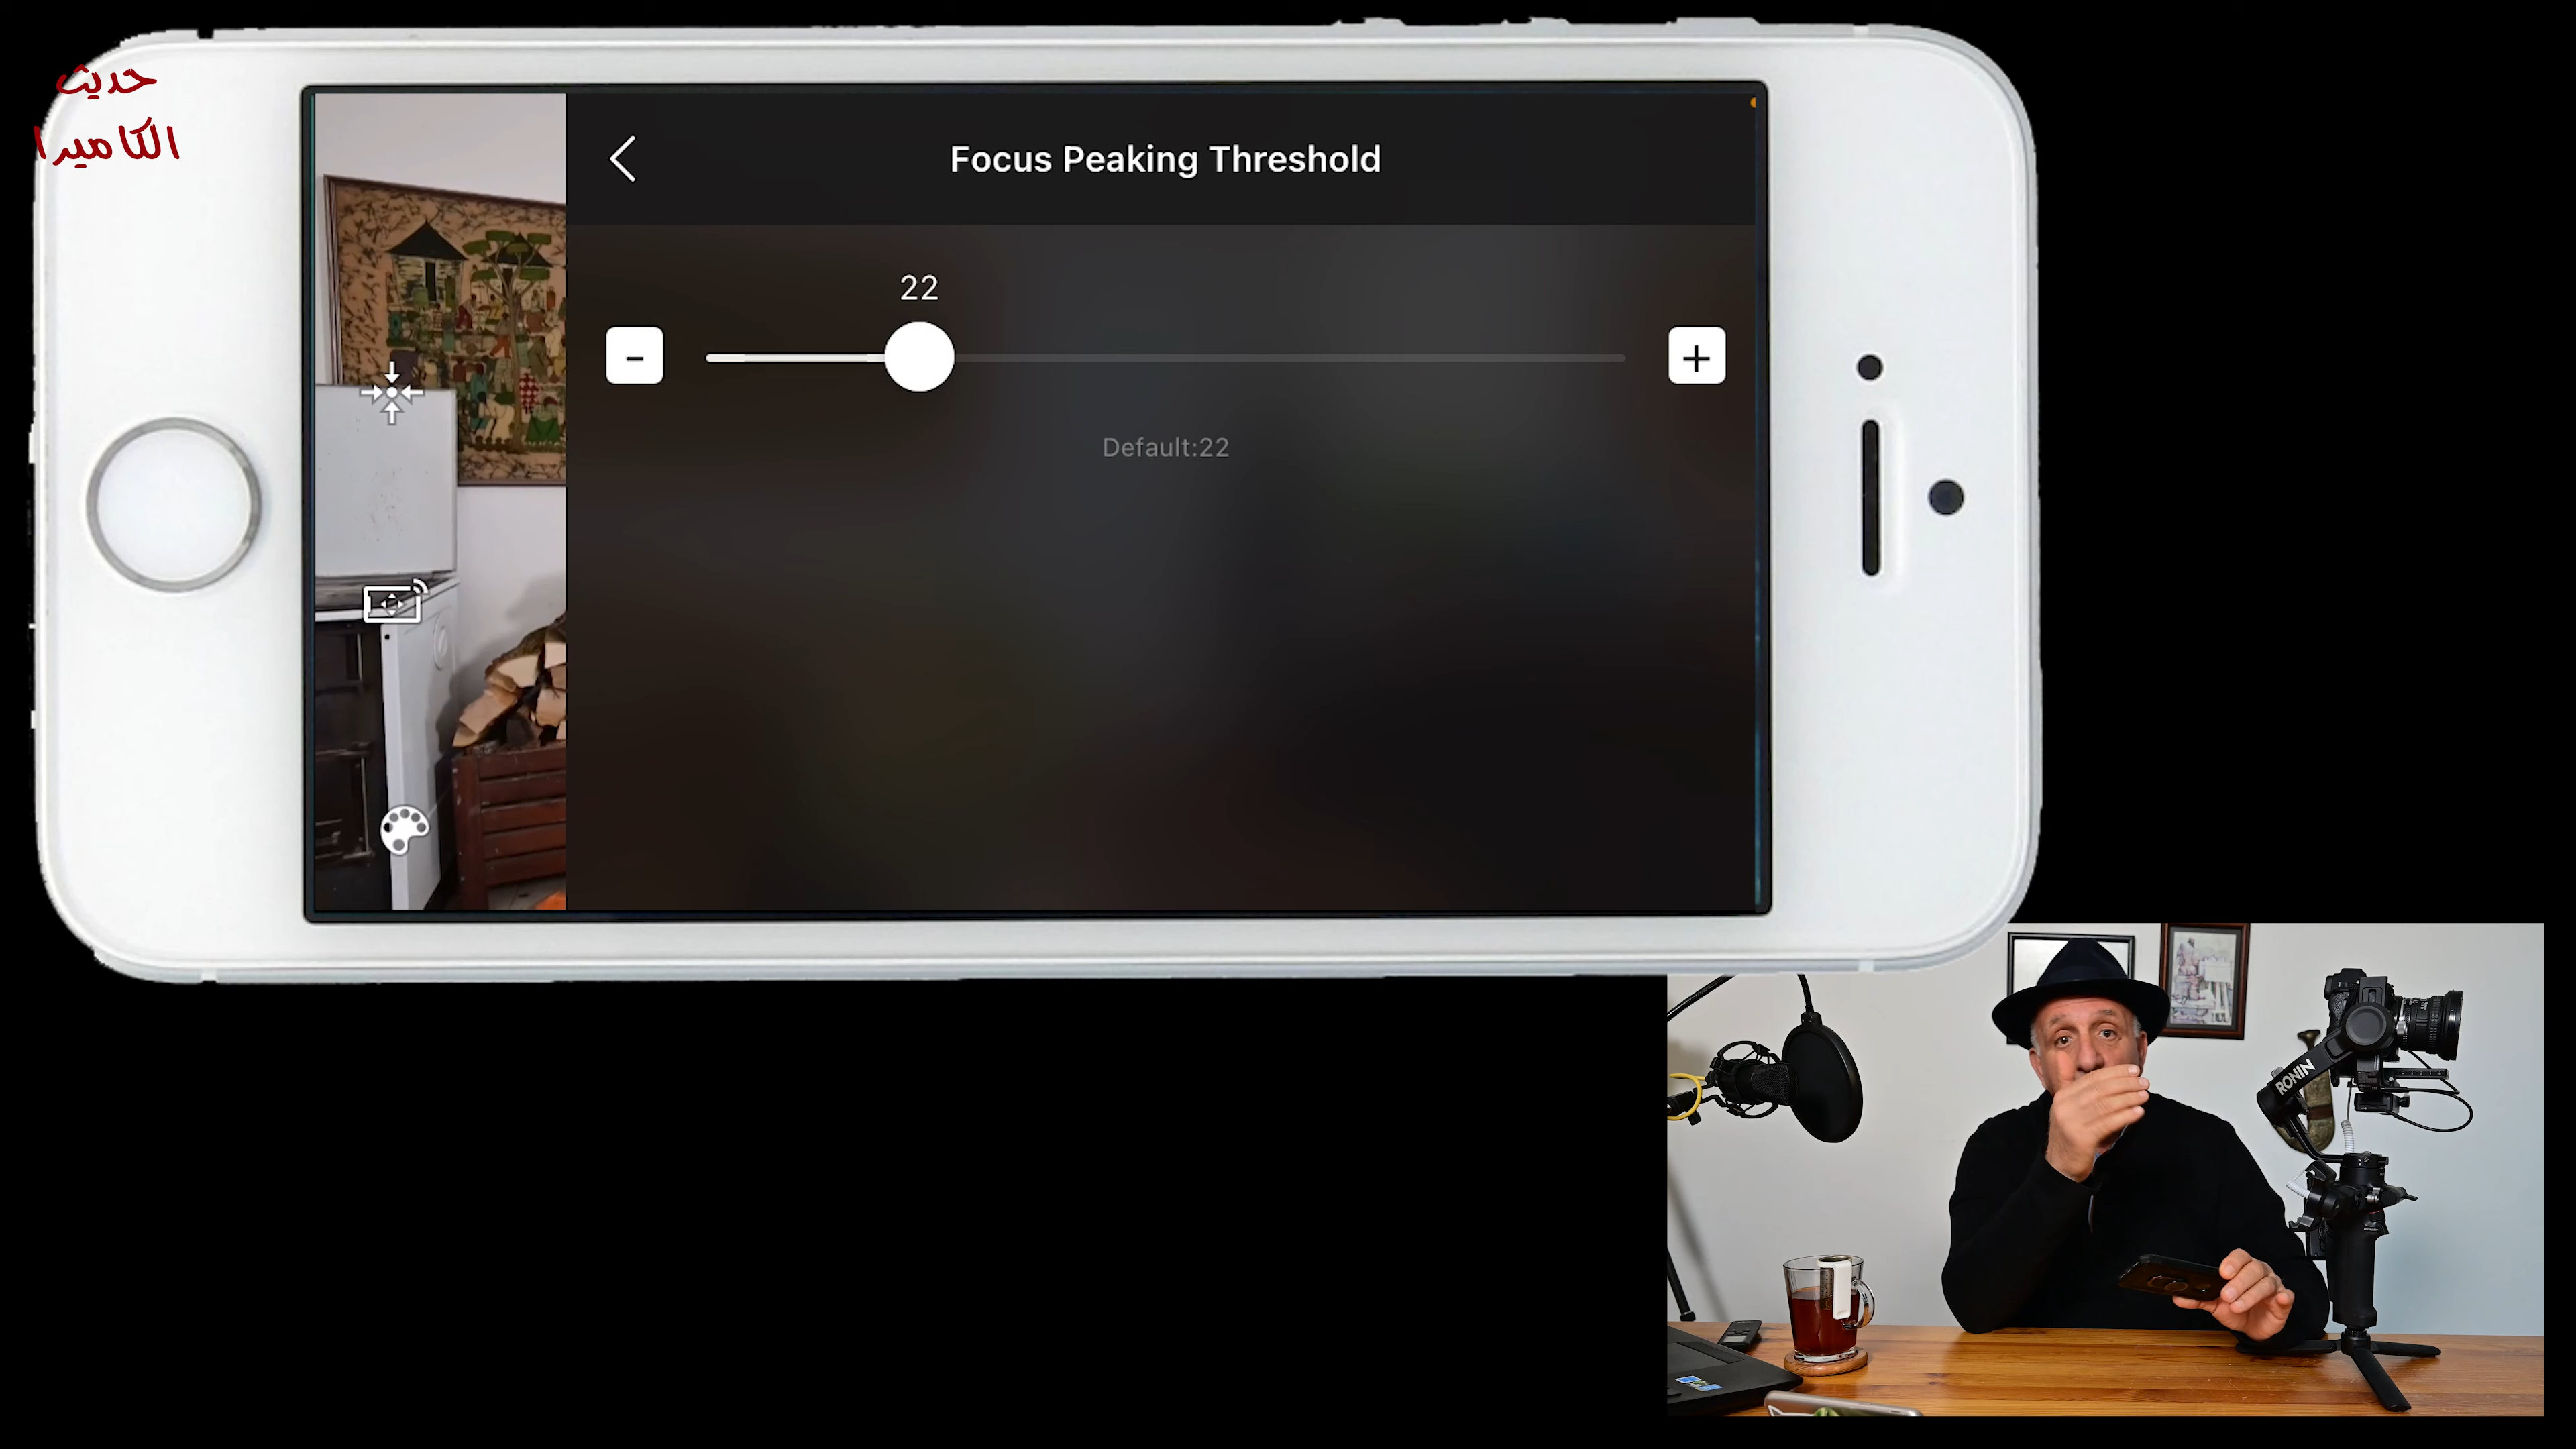 حديث
الكاميرا
Focus Peaking Threshold
22
-
+
Default:22
RONIN